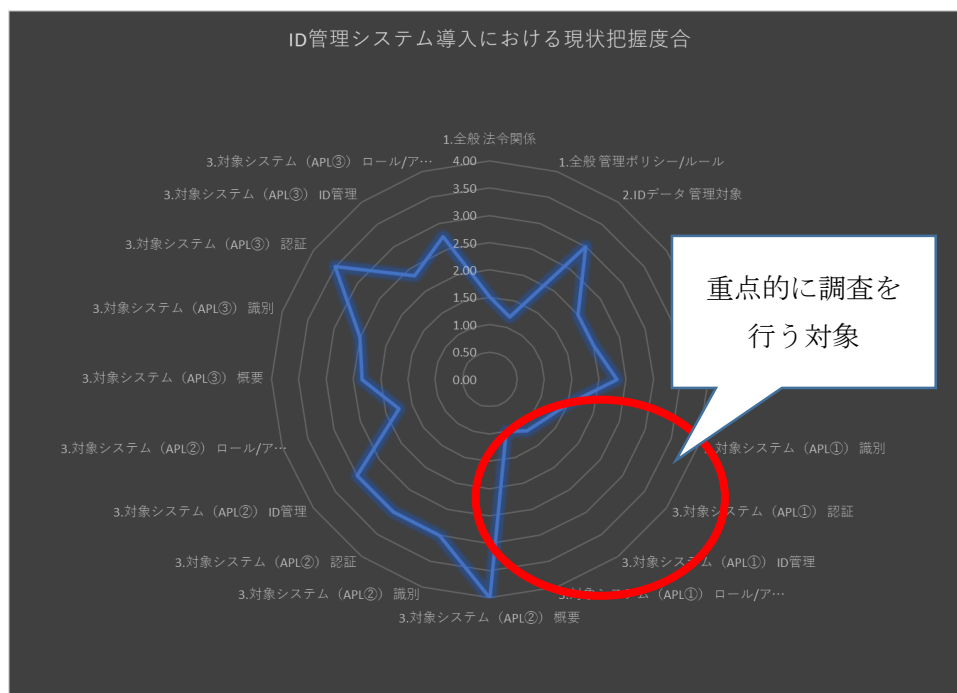 ID管理システム導入における現状把握度合
1.全般 法令関係
1.全般 管理ポリシー/ルール
2.IDデータ 管理対象
重点的に調査を
行う対象
3.対象システム（APL①） 識別
3.対象システム（APL①） 認証
3.対象システム（APL①） ID管理
3.対象システム（APL①） ロール/ア…
3.対象システム（APL②） 概要
3.対象システム（APL②） 識別
3.対象システム（APL②） 認証
3.対象システム（APL②） ID管理
3.対象システム（APL②） ロール/ア…
3.対象システム（APL③） 概要
3.対象システム（APL③） 識別
3.対象システム（APL③） 認証
3.対象システム（APL③） ID管理
3.対象システム（APL③） ロール/ア…
4.00
3.50
3.00
2.50
2.00
1.50
1.00
0.50
0.00